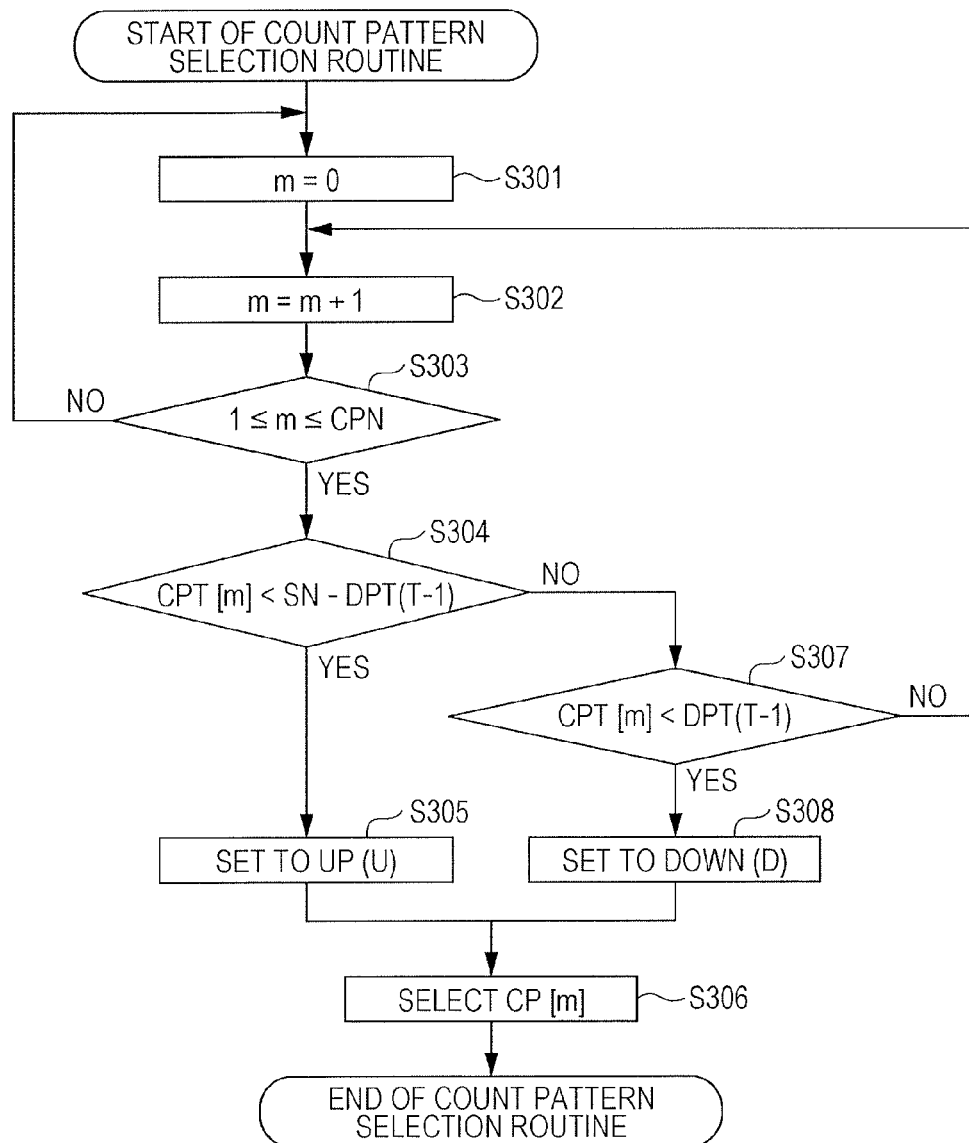 START OF COUNT PATTERN
SELECTION ROUTINE
m = 0
S301
m = m + 1
S302
S303
NO
1 ≤ m ≤ CPN
YES
S304
NO
CPT [m] < SN - DPT(T-1)
YES
S307
NO
CPT [m] < DPT(T-1)
YES
S305
S308
SET TO UP (U)
SET TO DOWN (D)
SELECT CP [m]
S306
END OF COUNT PATTERN
SELECTION ROUTINE